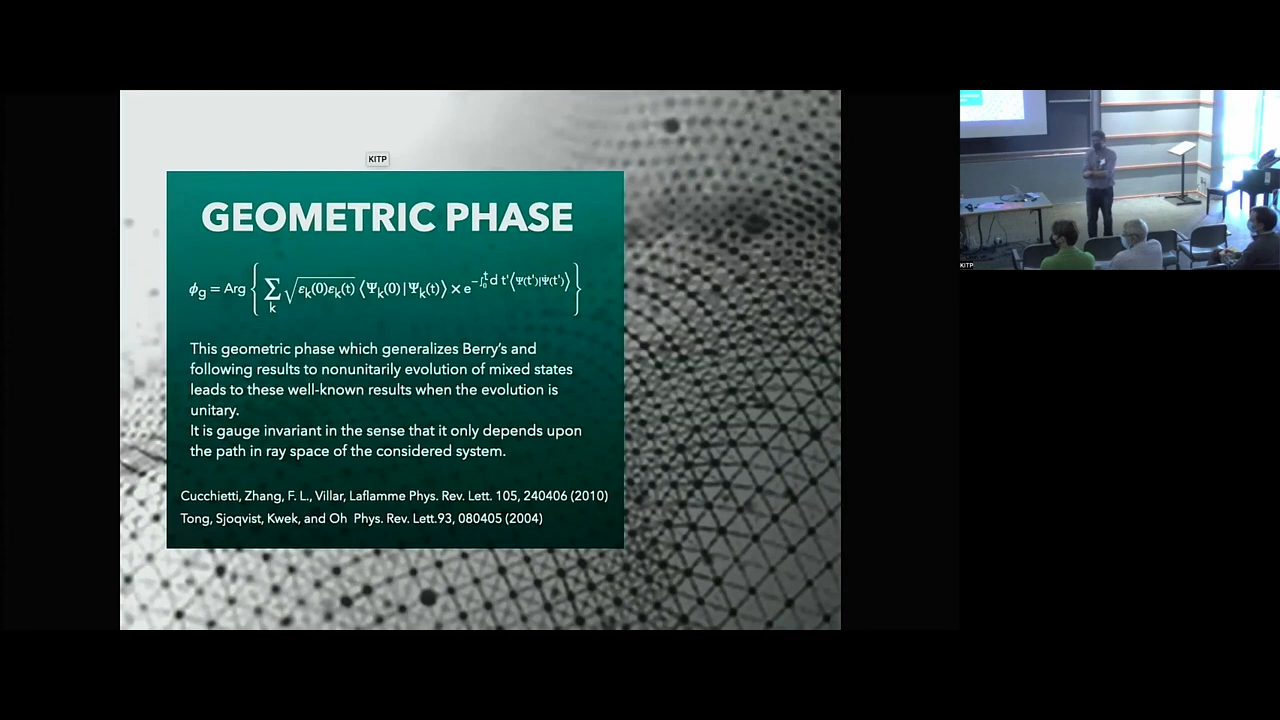 KITP
GEOMETRIC PHASE
ϕg = Arg { ∑k √εk(0)εk(t) ⟨Ψk(0)|Ψk(t)⟩ × e^−∫0^t d t'⟨Ψ(t')|Ψ̇(t')⟩ }
This geometric phase which generalizes Berry's and
following results to nonunitarily evolution of mixed states
leads to these well-known results when the evolution is
unitary.
It is gauge invariant in the sense that it only depends upon
the path in ray space of the considered system.
Cucchietti, Zhang, F. L., Villar, Laflamme Phys. Rev. Lett. 105, 240406 (2010)
Tong, Sjoqvist, Kwek, and Oh Phys. Rev. Lett.93, 080405 (2004)
KITP